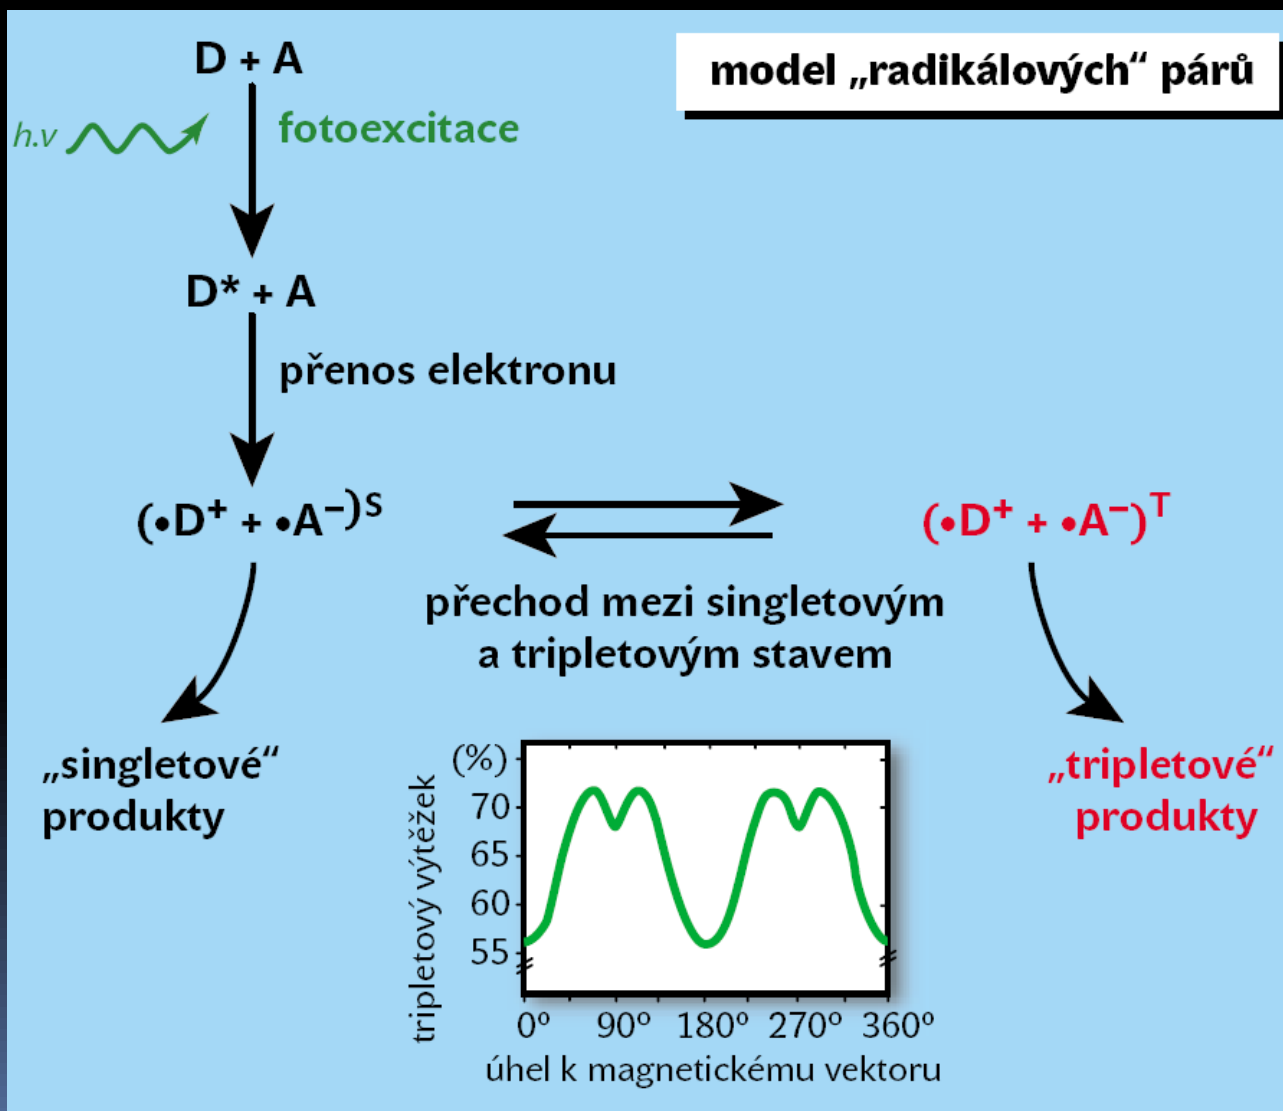 D + A
model „radikálových“ párů
h.ν
fotoexcitace
D* + A
přenos elektronu
(•D⁺ + •A⁻)ˢ
(•D⁺ + •A⁻)ᵀ
přechod mezi singletovým
a tripletovým stavem
„singletové“
produkty
„tripletové“
produkty
tripletový výtěžek
(%)
70
65
60
55
0º 90º 180º 270º 360º
úhel k magnetickému vektoru